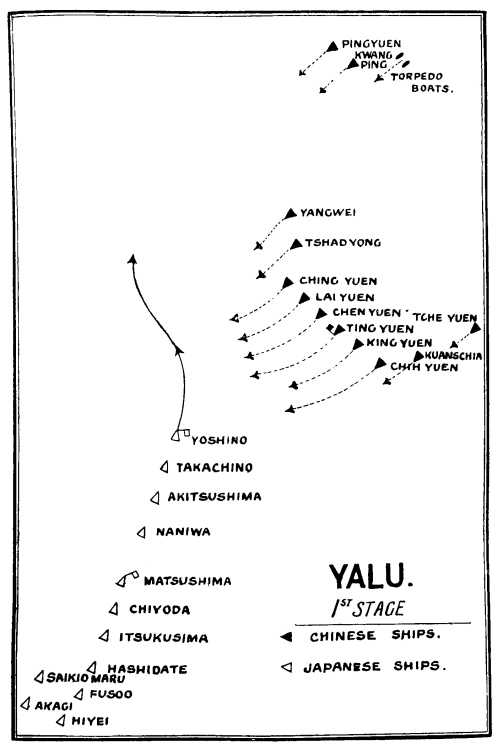 PINGYUEN
KWANG
PING
TORPEDO
BOATS.
YANGWEI
TSHADYONG
CHING YUEN
LAI YUEN
CHEN YUEN
TCHE YUEN
TING YUEN
KING YUEN
KUANSCHIA
CHIH YUEN
YOSHINO
TAKACHINO
AKITSUSHIMA
NANIWA
MATSUSHIMA
CHIYODA
ITSUKUSIMA
HASHIDATE
SAIKIO MARU
FUSOO
AKAGI
HIYEI
YALU.
1ST STAGE
CHINESE SHIPS.
JAPANESE SHIPS.